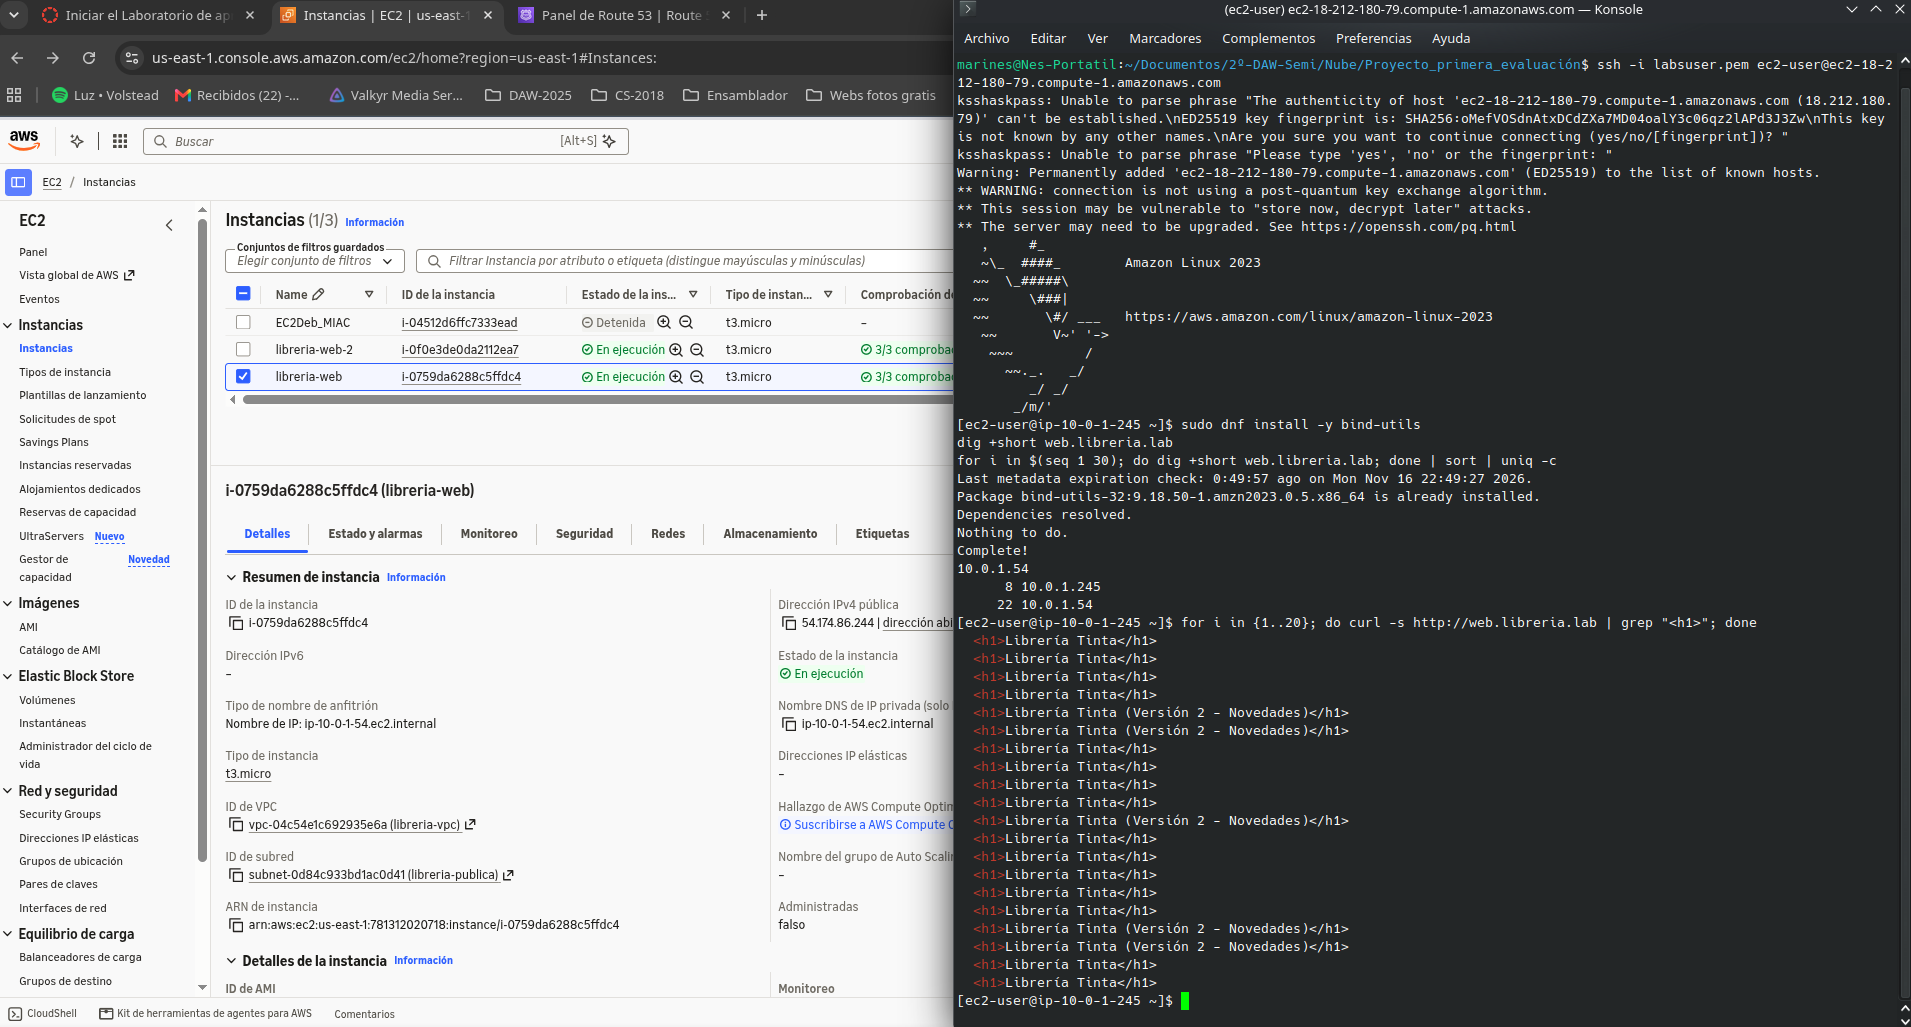 Iniciar el Laboratorio de ap
Instancias | EC2 | us-east-1
Panel de Route 53 | Route
us-east-1.console.aws.amazon.com/ec2/home?region=us-east-1#Instances:
Luz • Volstead
Recibidos (22) -...
Valkyr Media Ser...
DAW-2025
CS-2018
Ensamblador
Webs fotos gratis
aws
Buscar
[Alt+S]
EC2 / Instancias
EC2
Panel
Vista global de AWS
Eventos
Instancias
Instancias
Tipos de instancia
Plantillas de lanzamiento
Solicitudes de spot
Savings Plans
Instancias reservadas
Alojamientos dedicados
Reservas de capacidad
UltraServers Nuevo
Gestor de capacidad Novedad
Imágenes
AMI
Catálogo de AMI
Elastic Block Store
Volúmenes
Instantáneas
Administrador del ciclo de vida
Red y seguridad
Security Groups
Direcciones IP elásticas
Grupos de ubicación
Pares de claves
Interfaces de red
Equilibrio de carga
Balanceadores de carga
Grupos de destino
Instancias (1/3) Información
Conjuntos de filtros guardados
Elegir conjunto de filtros
Filtrar Instancia por atributo o etiqueta (distingue mayúsculas y minúsculas)
Name ID de la instancia Estado de la ins... Tipo de instan... Comprobación de
EC2Deb_MIAC i-04512d6ffc7333ead Detenida t3.micro –
libreria-web-2 i-0f0e3de0da2112ea7 En ejecución t3.micro 3/3 comproba
libreria-web i-0759da6288c5ffdc4 En ejecución t3.micro 3/3 comproba
i-0759da6288c5ffdc4 (libreria-web)
Detalles
Estado y alarmas
Monitoreo
Seguridad
Redes
Almacenamiento
Etiquetas
Resumen de instancia Información
ID de la instancia
i-0759da6288c5ffdc4
Dirección IPv4 pública
54.174.86.244 | dirección abi
Dirección IPv6
–
Estado de la instancia
En ejecución
Tipo de nombre de anfitrión
Nombre de IP: ip-10-0-1-54.ec2.internal
Nombre DNS de IP privada (solo
ip-10-0-1-54.ec2.internal
Tipo de instancia
t3.micro
Direcciones IP elásticas
–
ID de VPC
vpc-04c54e1c692935e6a (libreria-vpc)
Hallazgo de AWS Compute Optim
Suscribirse a AWS Compute O
ID de subred
subnet-0d84c933bd1ac0d41 (libreria-publica)
Nombre del grupo de Auto Scalin
–
ARN de instancia
arn:aws:ec2:us-east-1:781312020718:instance/i-0759da6288c5ffdc4
Administradas
falso
Detalles de la instancia Información
ID de AMI
Monitoreo
CloudShell
Kit de herramientas de agentes para AWS
Comentarios
(ec2-user) ec2-18-212-180-79.compute-1.amazonaws.com — Konsole
Archivo Editar Ver Marcadores Complementos Preferencias Ayuda
marines@Nes-Portatil:~/Documentos/2º-DAW-Semi/Nube/Proyecto_primera_evaluación$ ssh -i labsuser.pem ec2-user@ec2-18-2
12-180-79.compute-1.amazonaws.com
ksshaskpass: Unable to parse phrase "The authenticity of host 'ec2-18-212-180-79.compute-1.amazonaws.com (18.212.180.
79)' can't be established.\nED25519 key fingerprint is: SHA256:oMefVOSdnAtxDCdZXa7MD04oalY3c06qz2lAPd3J3Zw\nThis key
is not known by any other names.\nAre you sure you want to continue connecting (yes/no/[fingerprint])? "
ksshaskpass: Unable to parse phrase "Please type 'yes', 'no' or the fingerprint: "
Warning: Permanently added 'ec2-18-212-180-79.compute-1.amazonaws.com' (ED25519) to the list of known hosts.
** WARNING: connection is not using a post-quantum key exchange algorithm.
** This session may be vulnerable to "store now, decrypt later" attacks.
** The server may need to be upgraded. See https://openssh.com/pq.html
   ,     #_
   ~\_  ####_        Amazon Linux 2023
  ~~  \_#####\
  ~~     \###|
  ~~       \#/ ___   https://aws.amazon.com/linux/amazon-linux-2023
   ~~       V~' '->
    ~~~         /
      ~~._.   _/
         _/ _/
       _/m/'
[ec2-user@ip-10-0-1-245 ~]$ sudo dnf install -y bind-utils
dig +short web.libreria.lab
for i in $(seq 1 30); do dig +short web.libreria.lab; done | sort | uniq -c
Last metadata expiration check: 0:49:57 ago on Mon Nov 16 22:49:27 2026.
Package bind-utils-32:9.18.50-1.amzn2023.0.5.x86_64 is already installed.
Dependencies resolved.
Nothing to do.
Complete!
10.0.1.54
      8 10.0.1.245
     22 10.0.1.54
[ec2-user@ip-10-0-1-245 ~]$ for i in {1..20}; do curl -s http://web.libreria.lab | grep "<h1>"; done
  <h1>Librería Tinta</h1>
  <h1>Librería Tinta</h1>
  <h1>Librería Tinta</h1>
  <h1>Librería Tinta</h1>
  <h1>Librería Tinta (Versión 2 - Novedades)</h1>
  <h1>Librería Tinta (Versión 2 - Novedades)</h1>
  <h1>Librería Tinta</h1>
  <h1>Librería Tinta</h1>
  <h1>Librería Tinta</h1>
  <h1>Librería Tinta</h1>
  <h1>Librería Tinta (Versión 2 - Novedades)</h1>
  <h1>Librería Tinta</h1>
  <h1>Librería Tinta</h1>
  <h1>Librería Tinta</h1>
  <h1>Librería Tinta</h1>
  <h1>Librería Tinta</h1>
  <h1>Librería Tinta (Versión 2 - Novedades)</h1>
  <h1>Librería Tinta (Versión 2 - Novedades)</h1>
  <h1>Librería Tinta</h1>
  <h1>Librería Tinta</h1>
[ec2-user@ip-10-0-1-245 ~]$